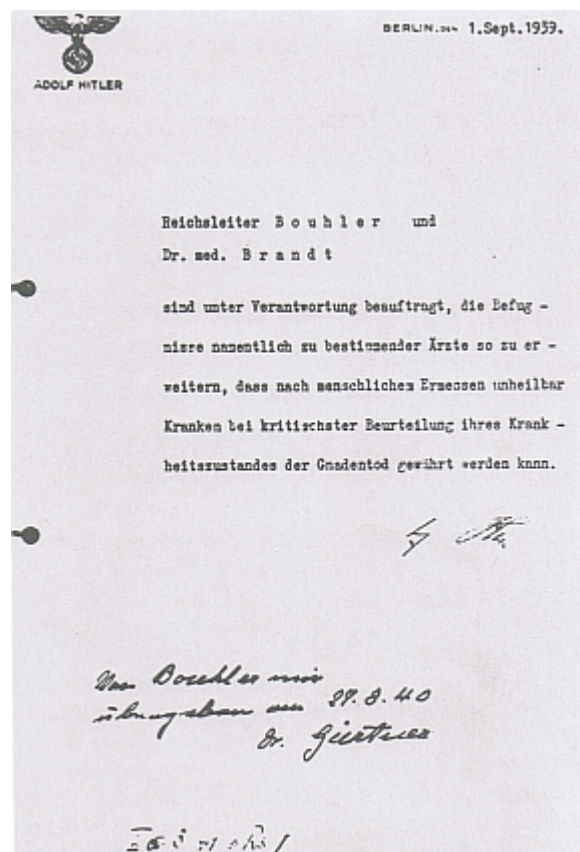 BERLIN, den 1.Sept.1939.
ADOLF HITLER
Reichsleiter B o u h l e r und
Dr. med. B r a n d t
sind unter Verantwortung beauftragt, die Befug -
nisse namentlich zu bestimmender Ärzte so zu er -
weitern, dass nach menschlichem Ermessen unheilbar
Kranken bei kritischster Beurteilung ihres Krank -
heitszustandes der Gnadentod gewährt werden kann.
Von Bouhler mir
übergeben am 27.8.40
Dr. Gürtner